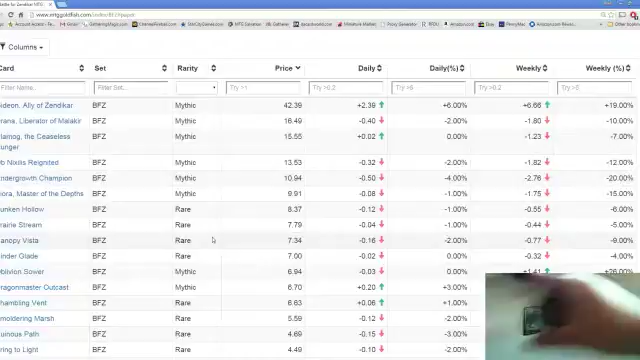 www.mtggoldfish.com/index/BFZ#paper
Columns
Card Set Rarity Price Daily Daily(%) Weekly Weekly (%)
Filter Name... Filter Set... Try >1 Try >0.2 Try >5 Try >0.2 Try >5
ideon, Ally of Zendikar BFZ Mythic 42.39 +2.39 +6.00% +6.66 +19.00%
rana, Liberator of Malakir BFZ Mythic 16.49 -0.40 -2.00% -1.80 -10.00%
lamog, the Ceaseless BFZ Mythic 15.55 +0.02 0.00% -1.23 -7.00%
unger
b Nixilis Reignited BFZ Mythic 13.53 -0.32 -2.00% -1.82 -12.00%
ndergrowth Champion BFZ Mythic 10.94 -0.50 -4.00% -2.76 -20.00%
iora, Master of the Depths BFZ Mythic 9.91 -0.08 -1.00% -1.75 -15.00%
unken Hollow BFZ Rare 8.37 -0.12 -1.00% -0.55 -6.00%
rairie Stream BFZ Rare 7.79 -0.04 -1.00% -0.44 -5.00%
anopy Vista BFZ Rare 7.34 -0.16 -2.00% -0.77 -9.00%
inder Glade BFZ Rare 7.00 -0.02 0.00% -0.32 -4.00%
blivion Sower BFZ Mythic 6.94 -0.03 0.00% +1.41 +26.00%
ragonmaster Outcast BFZ Mythic 6.70 +0.20 +3.00%
hambling Vent BFZ Rare 6.63 +0.06 +1.00%
moldering Marsh BFZ Rare 5.59 -0.12 -2.00%
uinous Path BFZ Rare 4.69 -0.15 -3.00%
ring to Light BFZ Rare 4.49 -0.10 -2.00%